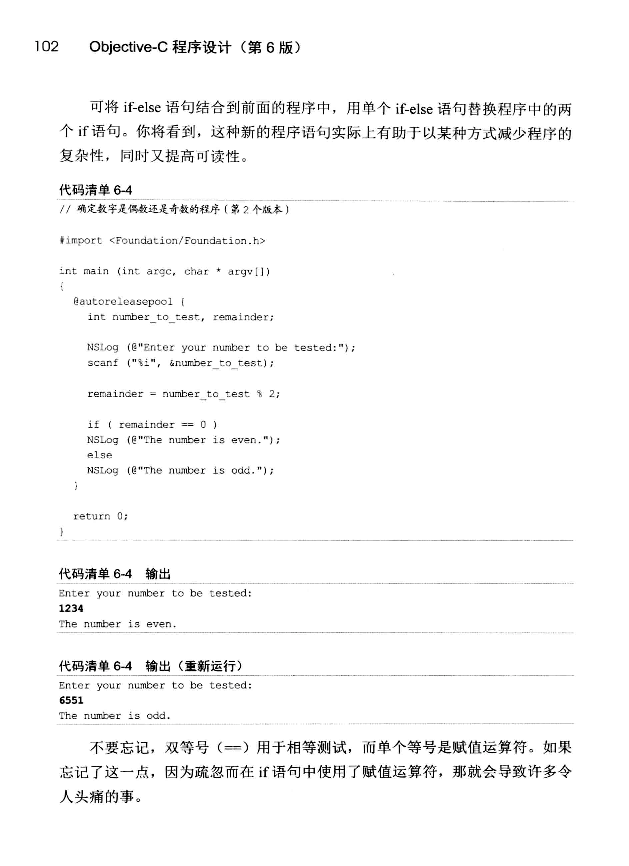 102 Objective-C 程序设计（第 6 版）
可将 if-else 语句结合到前面的程序中，用单个 if-else 语句替换程序中的两
个 if 语句。你将看到，这种新的程序语句实际上有助于以某种方式减少程序的
复杂性，同时又提高可读性。
代码清单 6-4
// 确定数字是偶数还是奇数的程序（第 2 个版本）
#import <Foundation/Foundation.h>
int main (int argc, char * argv[])
{
@autoreleasepool {
int number_to_test, remainder;
NSLog (@"Enter your number to be tested:");
scanf ("%i", &number_to_test);
remainder = number_to_test % 2;
if ( remainder == 0 )
NSLog (@"The number is even.");
else
NSLog (@"The number is odd.");
}
return 0;
}
代码清单 6-4 输出
Enter your number to be tested:
1234
The number is even.
代码清单 6-4 输出（重新运行）
Enter your number to be tested:
6551
The number is odd.
不要忘记，双等号（==）用于相等测试，而单个等号是赋值运算符。如果
忘记了这一点，因为疏忽而在 if 语句中使用了赋值运算符，那就会导致许多令
人头痛的事。